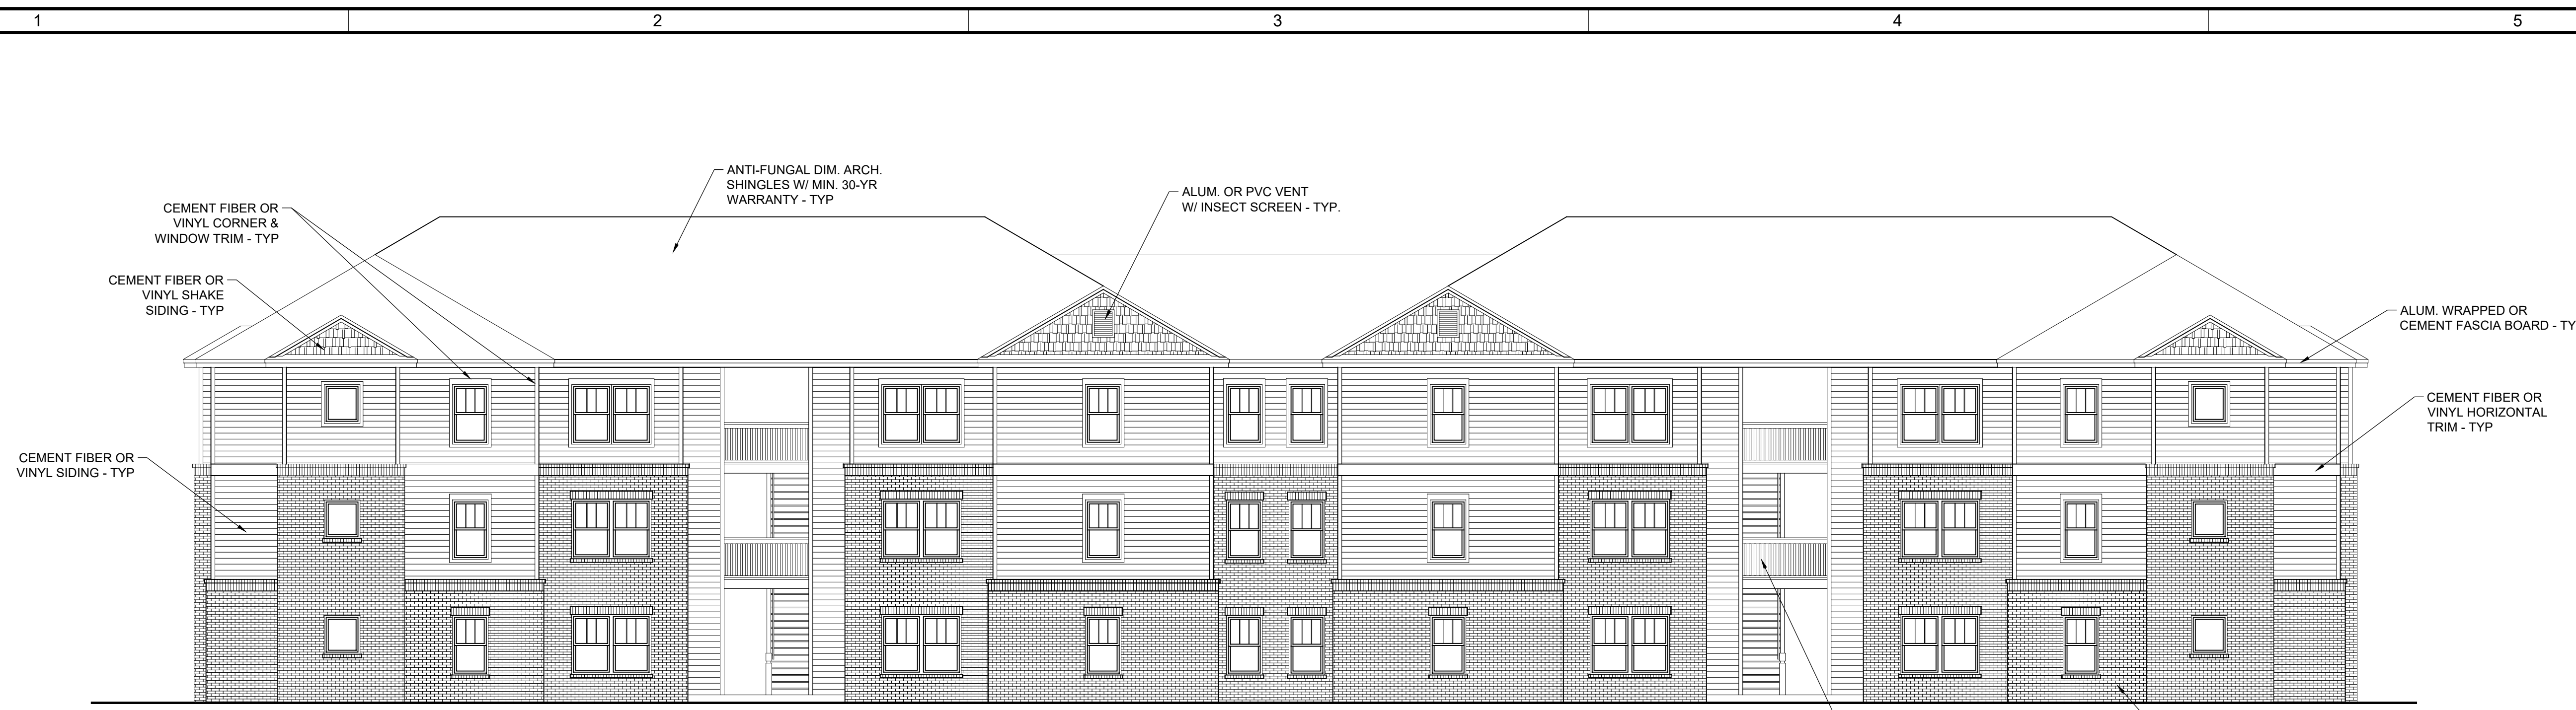 1
2
3
4
5
ANTI-FUNGAL DIM. ARCH.
SHINGLES W/ MIN. 30-YR
WARRANTY - TYP
ALUM. OR PVC VENT
W/ INSECT SCREEN - TYP.
CEMENT FIBER OR
VINYL CORNER &
WINDOW TRIM - TYP
CEMENT FIBER OR
VINYL SHAKE
SIDING - TYP
ALUM. WRAPPED OR
CEMENT FASCIA BOARD - TY
CEMENT FIBER OR
VINYL HORIZONTAL
TRIM - TYP
CEMENT FIBER OR
VINYL SIDING - TYP